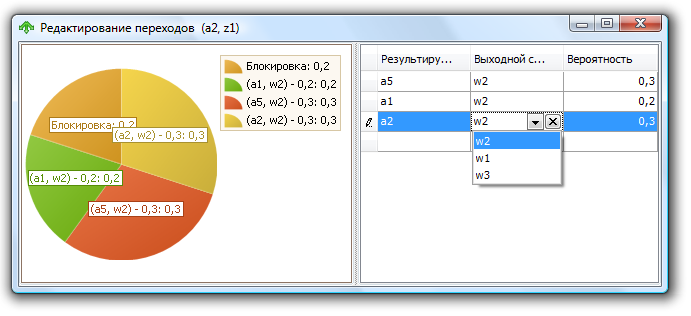 Редактирование переходов (a2, z1)
Блокировка: 0,2
(a1, w2) - 0,2: 0,2
(a5, w2) - 0,3: 0,3
(a2, w2) - 0,3: 0,3
Блокировка: 0,2
(a2, w2) - 0,3: 0,3
(a1, w2) - 0,2: 0,2
(a5, w2) - 0,3: 0,3
Результиру... Выходной с... Вероятность
a5 w2 0,3
a1 w2 0,2
a2 w2 0,3
w2
w1
w3